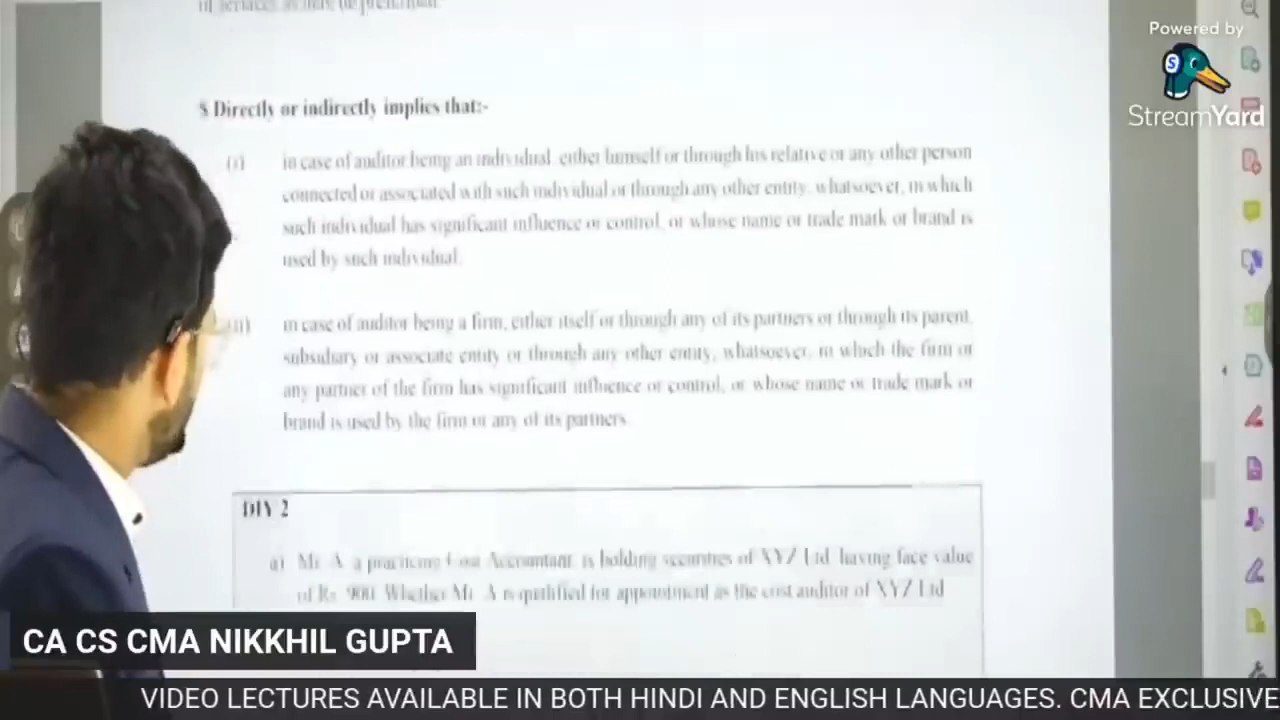 Powered by
StreamYard
$ Directly or indirectly implies that:-
(i) in case of auditor being an individual, either himself or through his relative or any other person
connected or associated with such individual or through any other entity, whatsoever, in which
such individual has significant influence or control, or whose name or trade mark or brand is
used by such individual.
(ii) in case of auditor being a firm, either itself or through any of its partners or through its parent,
subsidiary or associate entity or through any other entity, whatsoever, in which the firm or
any partner of the firm has significant influence or control, or whose name or trade mark or
brand is used by the firm or any of its partners
DIY 2
a) Mr. A, a practicing Cost Accountant, is holding securities of XYZ Ltd. having face value
of Rs. 900. Whether Mr. A is qualified for appointment as the cost auditor of XYZ Ltd
CA CS CMA NIKKHIL GUPTA
VIDEO LECTURES AVAILABLE IN BOTH HINDI AND ENGLISH LANGUAGES. CMA EXCLUSIVE